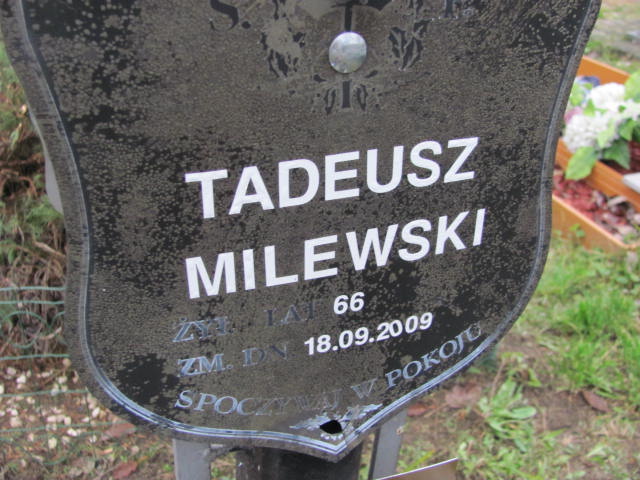 Ś. P.
TADEUSZ
MILEWSKI
ŻYŁ LAT 66
ZM. DN 18.09.2009
SPOCZYWAJ W POKOJU